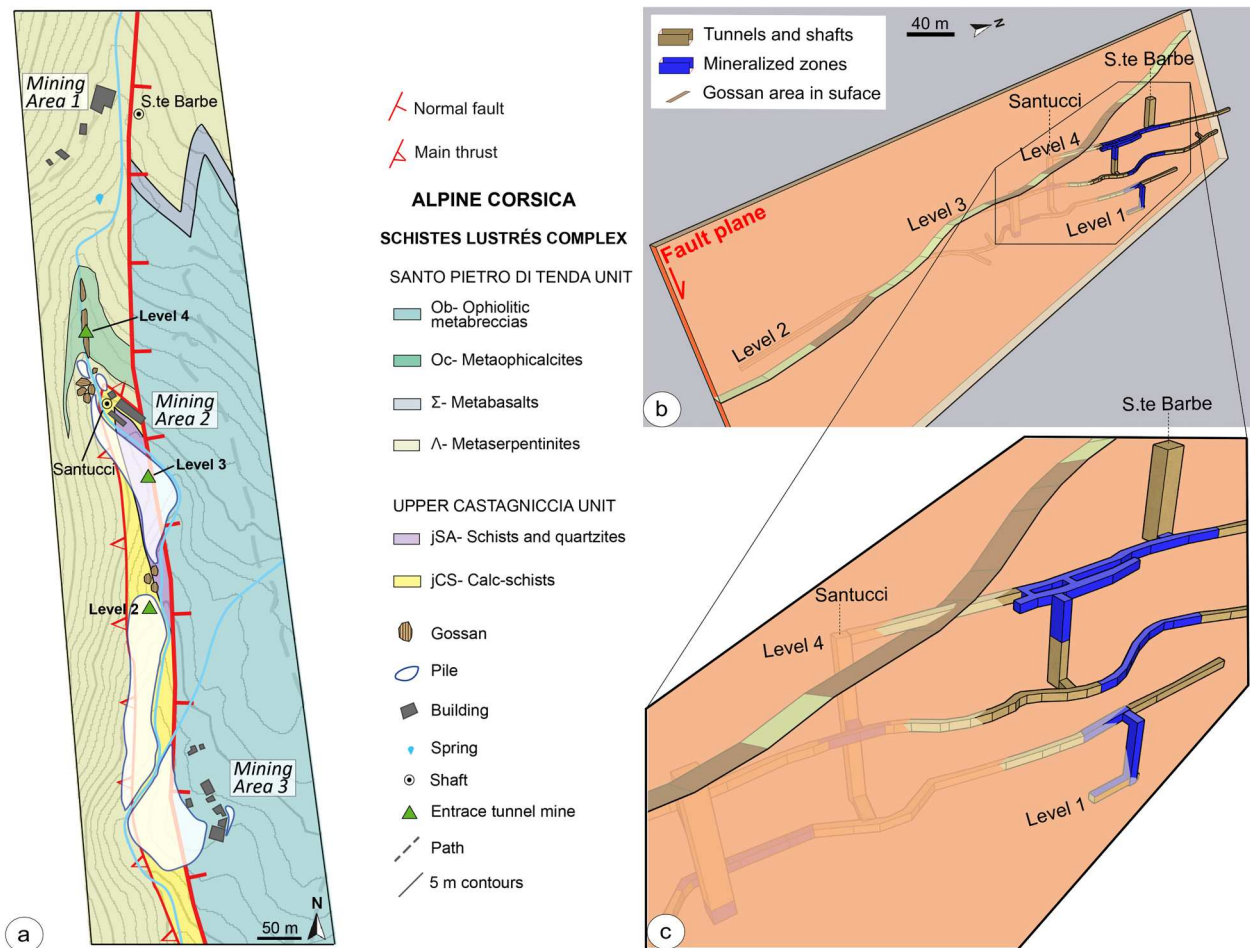 Mining
Area 1
S.te Barbe
Level 4
Mining
Area 2
Santucci
Level 3
Level 2
Mining
Area 3
50 m
N
a
Normal fault
Main thrust
ALPINE CORSICA
SCHISTES LUSTRÉS COMPLEX
SANTO PIETRO DI TENDA UNIT
Ob- Ophiolitic
metabreccias
Oc- Metaophicalcites
Σ- Metabasalts
Λ- Metaserpentinites
UPPER CASTAGNICCIA UNIT
jSA- Schists and quartzites
jCS- Calc-schists
Gossan
Pile
Building
Spring
Shaft
Entrace tunnel mine
Path
5 m contours
Tunnels and shafts
Mineralized zones
Gossan area in suface
40 m
N
S.te Barbe
Santucci
Level 4
Level 3
Level 1
Fault plane
Level 2
b
S.te Barbe
Santucci
Level 4
Level 1
c